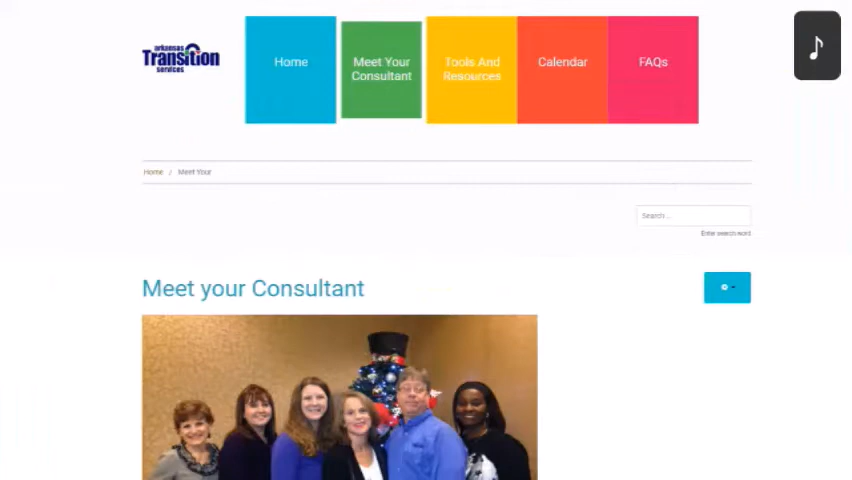 arkansas
Transition
services
Home
Meet Your
Consultant
Tools And
Resources
Calendar
FAQs
Home / Meet Your
Search ...
Enter search word
Meet your Consultant